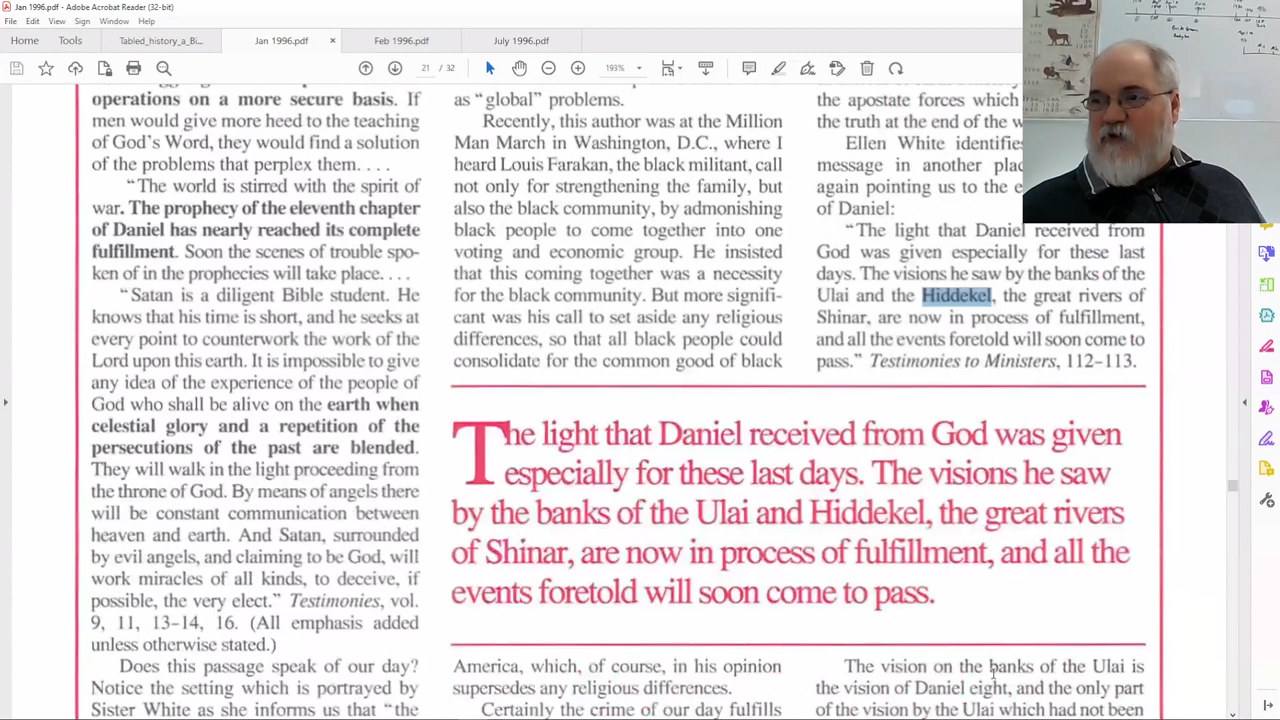 Jan 1996.pdf - Adobe Acrobat Reader (32-bit)
File Edit View Sign Window Help
Home Tools Tabled_history_a_Bi... Jan 1996.pdf × Feb 1996.pdf July 1996.pdf
21 / 32 193%
operations on a more secure basis. If
men would give more heed to the teaching
of God's Word, they would find a solution
of the problems that perplex them. . . .
“The world is stirred with the spirit of
war. The prophecy of the eleventh chapter
of Daniel has nearly reached its complete
fulfillment. Soon the scenes of trouble spo-
ken of in the prophecies will take place. . . .
“Satan is a diligent Bible student. He
knows that his time is short, and he seeks at
every point to counterwork the work of the
Lord upon this earth. It is impossible to give
any idea of the experience of the people of
God who shall be alive on the earth when
celestial glory and a repetition of the
persecutions of the past are blended.
They will walk in the light proceeding from
the throne of God. By means of angels there
will be constant communication between
heaven and earth. And Satan, surrounded
by evil angels, and claiming to be God, will
work miracles of all kinds, to deceive, if
possible, the very elect.” Testimonies, vol.
9, 11, 13–14, 16. (All emphasis added
unless otherwise stated.)
Does this passage speak of our day?
Notice the setting which is portrayed by
Sister White as she informs us that “the
as “global” problems.
Recently, this author was at the Million
Man March in Washington, D.C., where I
heard Louis Farakan, the black militant, call
not only for strengthening the family, but
also the black community, by admonishing
black people to come together into one
voting and economic group. He insisted
that this coming together was a necessity
for the black community. But more signifi-
cant was his call to set aside any religious
differences, so that all black people could
consolidate for the common good of black
the apostate forces which
the truth at the end of the w
Ellen White identifies
message in another plac
again pointing us to the e
of Daniel:
“The light that Daniel received from
God was given especially for these last
days. The visions he saw by the banks of the
Ulai and the Hiddekel, the great rivers of
Shinar, are now in process of fulfillment,
and all the events foretold will soon come to
pass.” Testimonies to Ministers, 112–113.
The light that Daniel received from God was given
especially for these last days. The visions he saw
by the banks of the Ulai and Hiddekel, the great rivers
of Shinar, are now in process of fulfillment, and all the
events foretold will soon come to pass.
America, which, of course, in his opinion
supersedes any religious differences.
Certainly the crime of our day fulfills
The vision on the banks of the Ulai is
the vision of Daniel eight, and the only part
of the vision by the Ulai which had not been